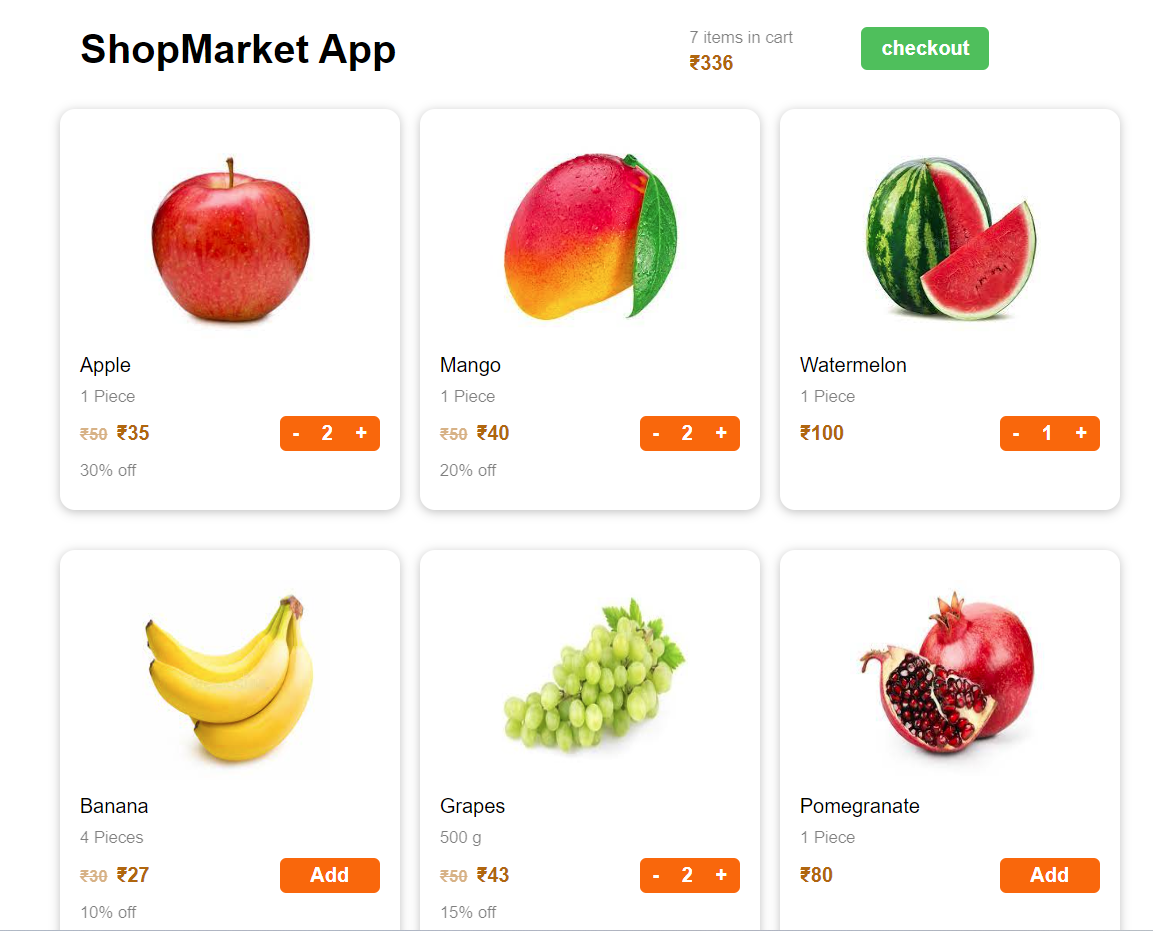 ShopMarket App
7 items in cart
₹336
checkout
Apple
1 Piece
₹50 ₹35 - 2 +
30% off
Mango
1 Piece
₹50 ₹40 - 2 +
20% off
Watermelon
1 Piece
₹100 - 1 +
Banana
4 Pieces
₹30 ₹27 Add
10% off
Grapes
500 g
₹50 ₹43 - 2 +
15% off
Pomegranate
1 Piece
₹80 Add